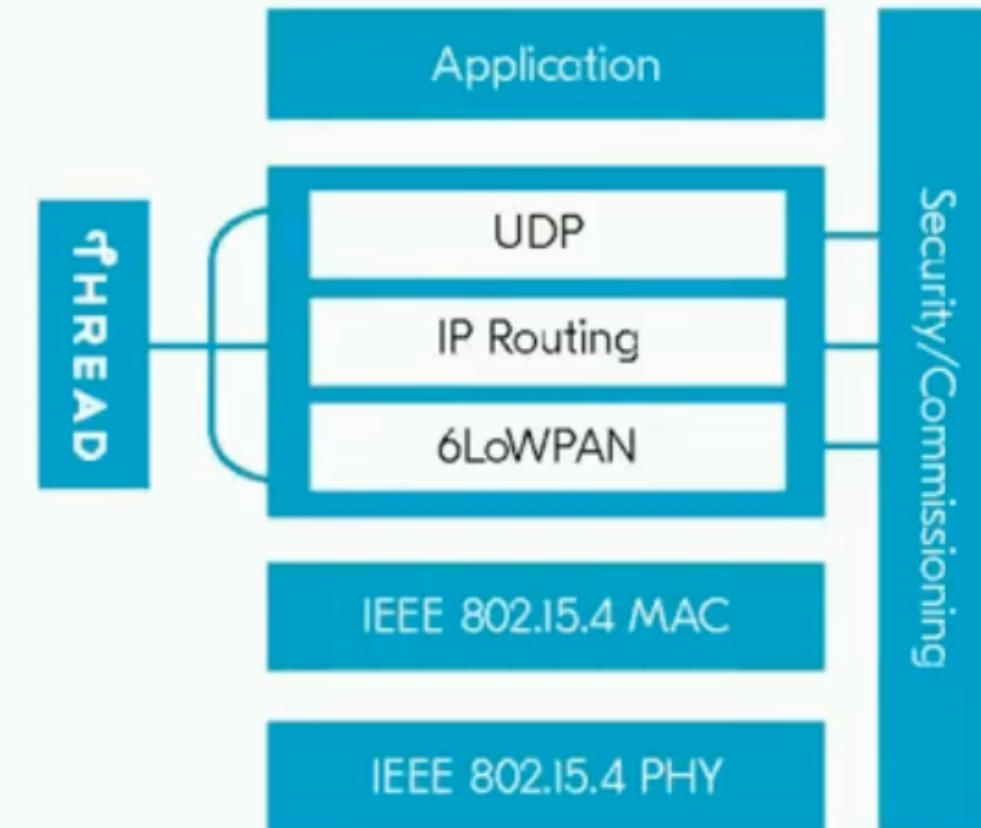 Application
THREAD
UDP
IP Routing
6LoWPAN
Security/Commissioning
IEEE 802.15.4 MAC
IEEE 802.15.4 PHY